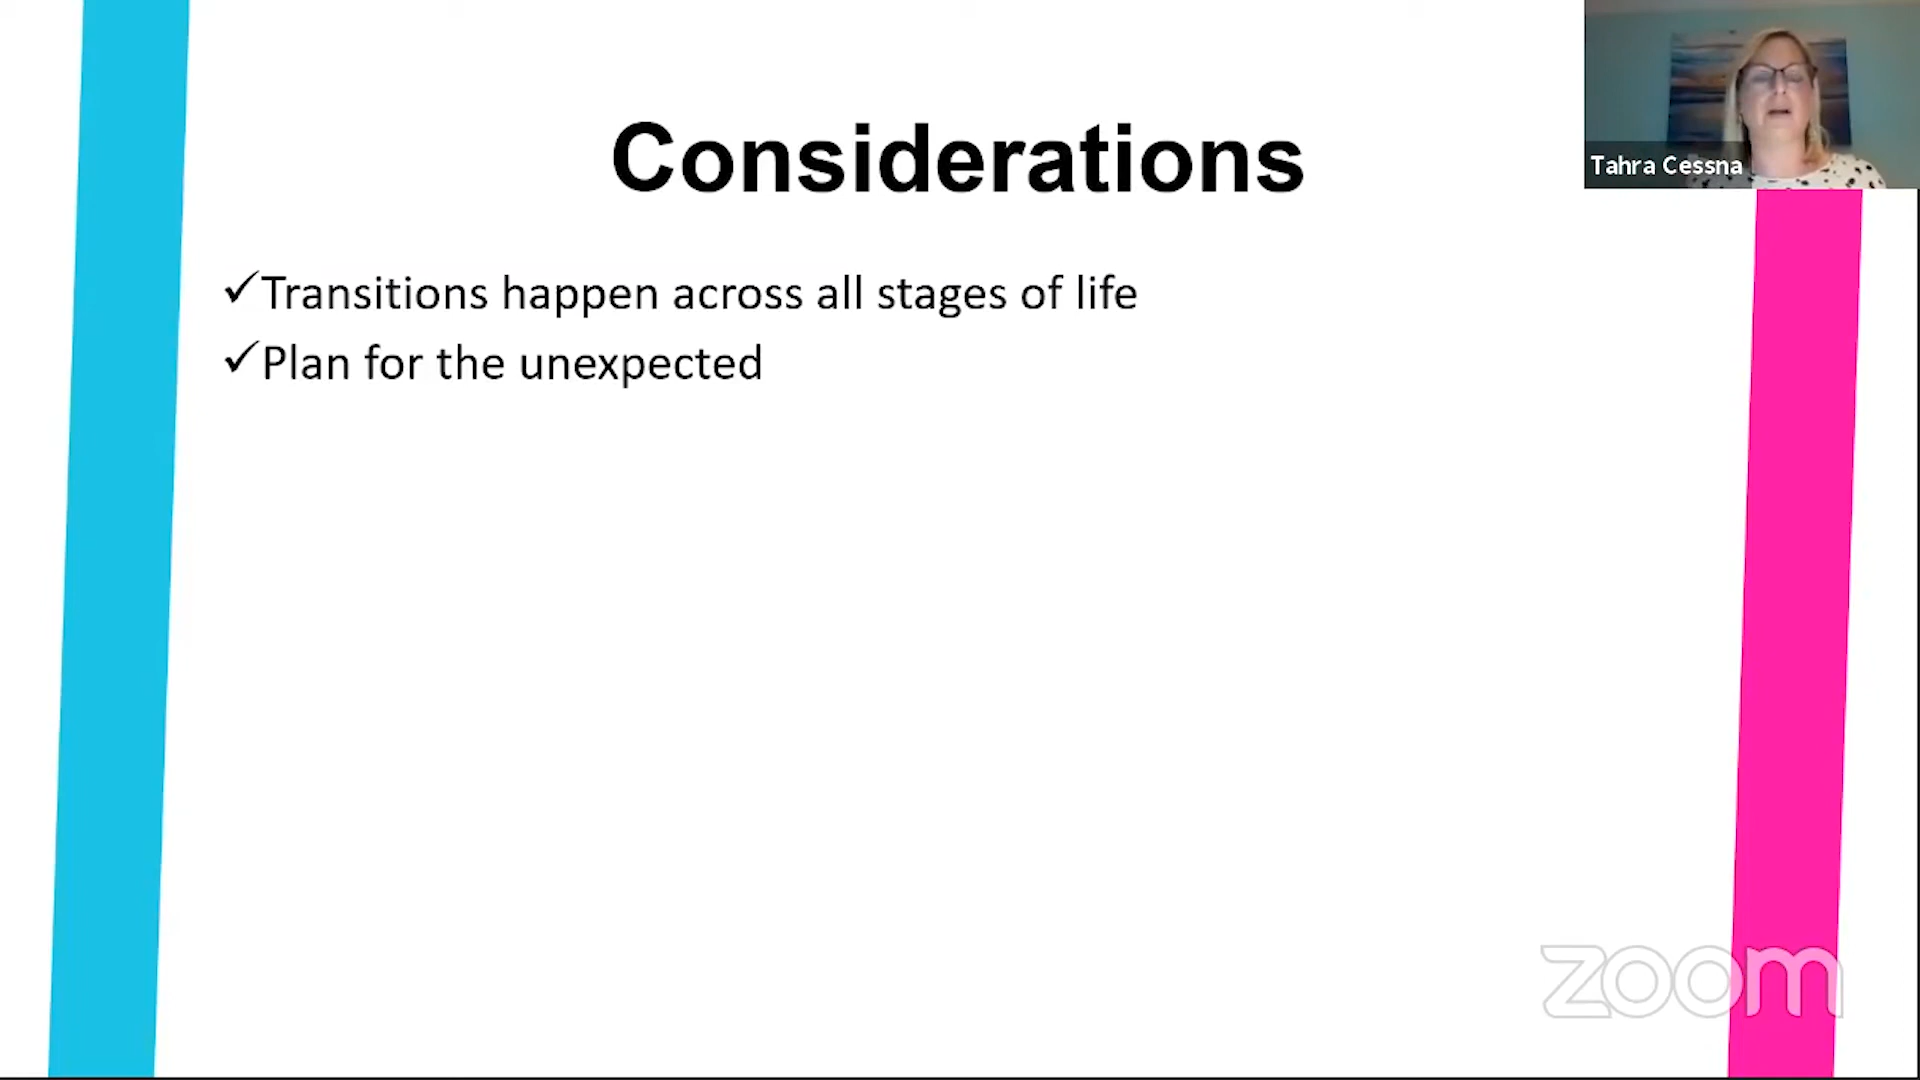 Considerations
Tahra Cessna
✓Transitions happen across all stages of life
✓Plan for the unexpected
zoom